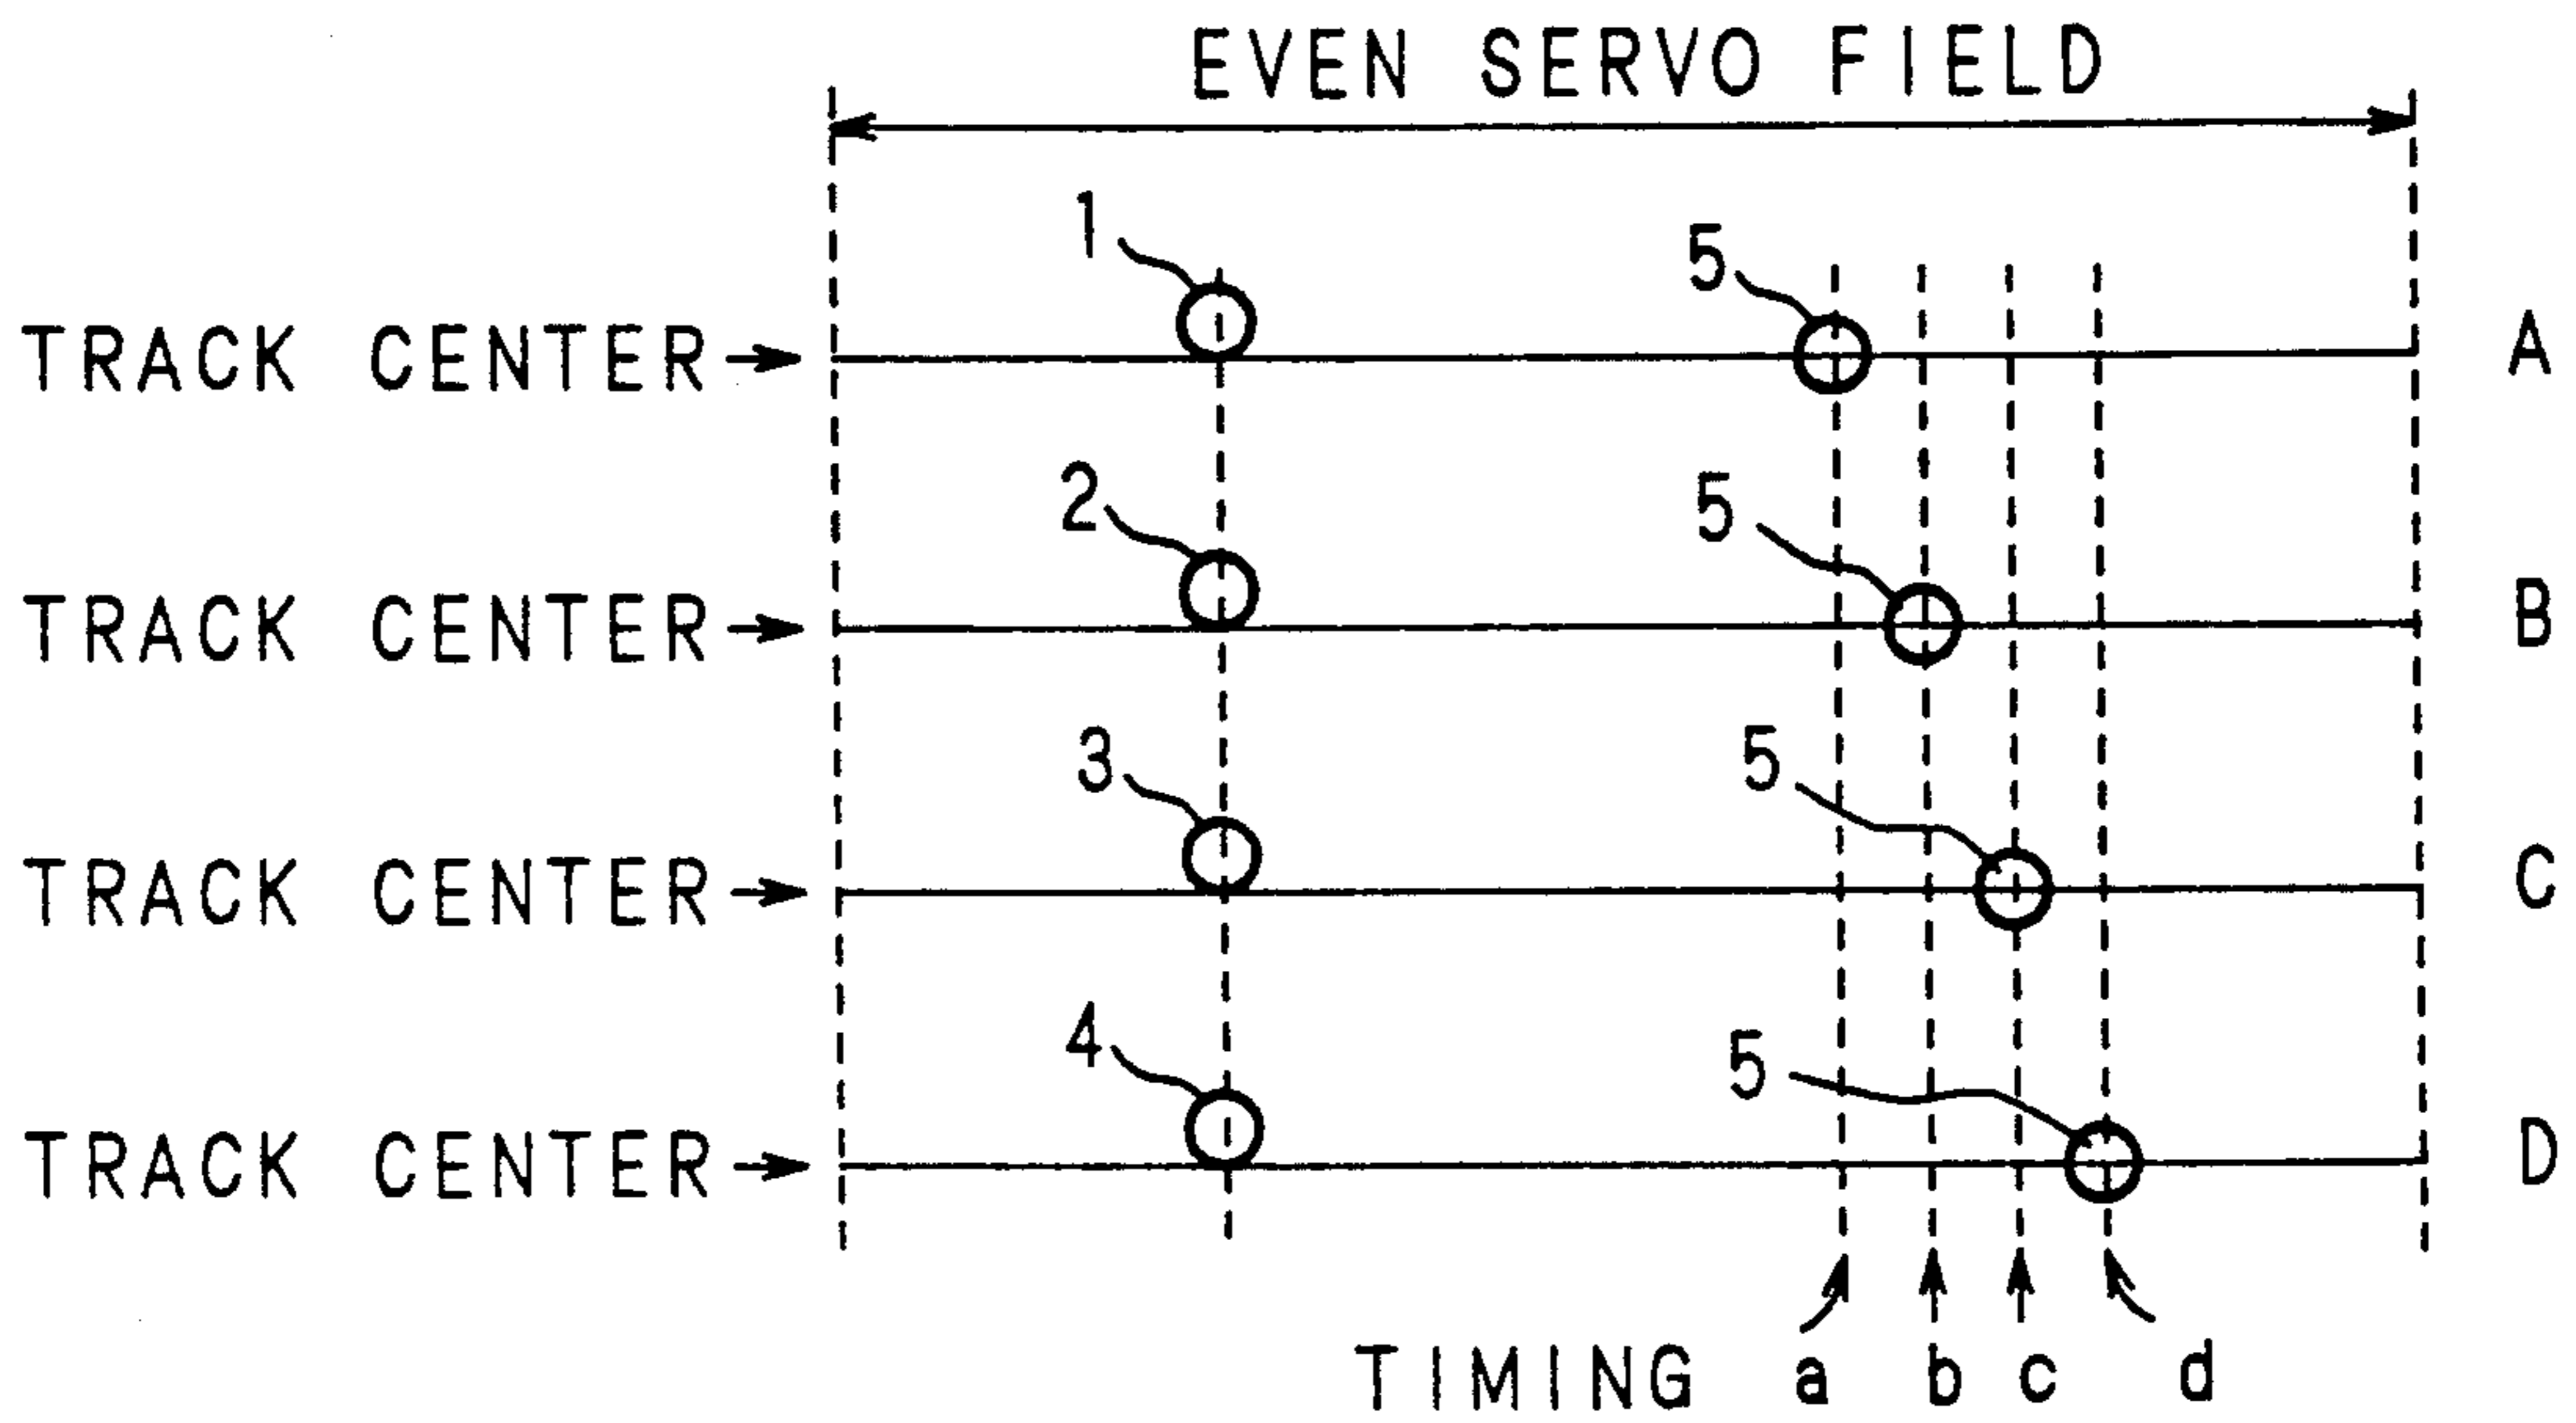 EVEN SERVO FIELD
1
5
TRACK CENTER
A
2
5
TRACK CENTER
B
3
5
TRACK CENTER
C
4
5
TRACK CENTER
D
TIMING a b c d